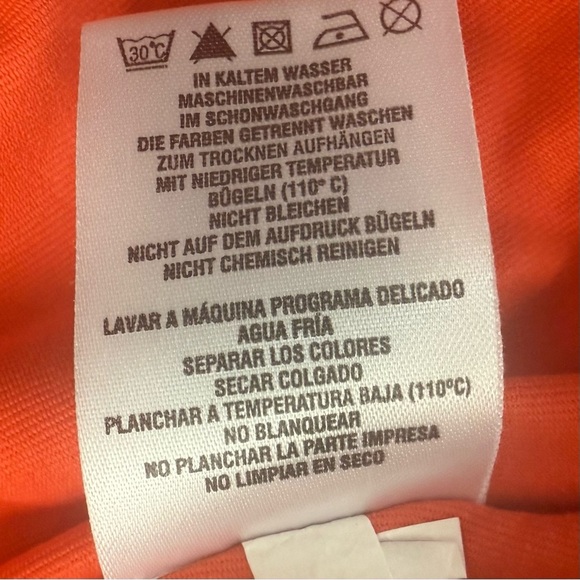 30°C
IN KALTEM WASSER
MASCHINENWASCHBAR
IM SCHONWASCHGANG
DIE FARBEN GETRENNT WASCHEN
ZUM TROCKNEN AUFHÄNGEN
MIT NIEDRIGER TEMPERATUR
BÜGELN (110° C)
NICHT BLEICHEN
NICHT AUF DEM AUFDRUCK BÜGELN
NICHT CHEMISCH REINIGEN
LAVAR A MÁQUINA PROGRAMA DELICADO
AGUA FRÍA
SEPARAR LOS COLORES
SECAR COLGADO
PLANCHAR A TEMPERATURA BAJA (110ºC)
NO BLANQUEAR
NO PLANCHAR LA PARTE IMPRESA
NO LIMPIAR EN SECO